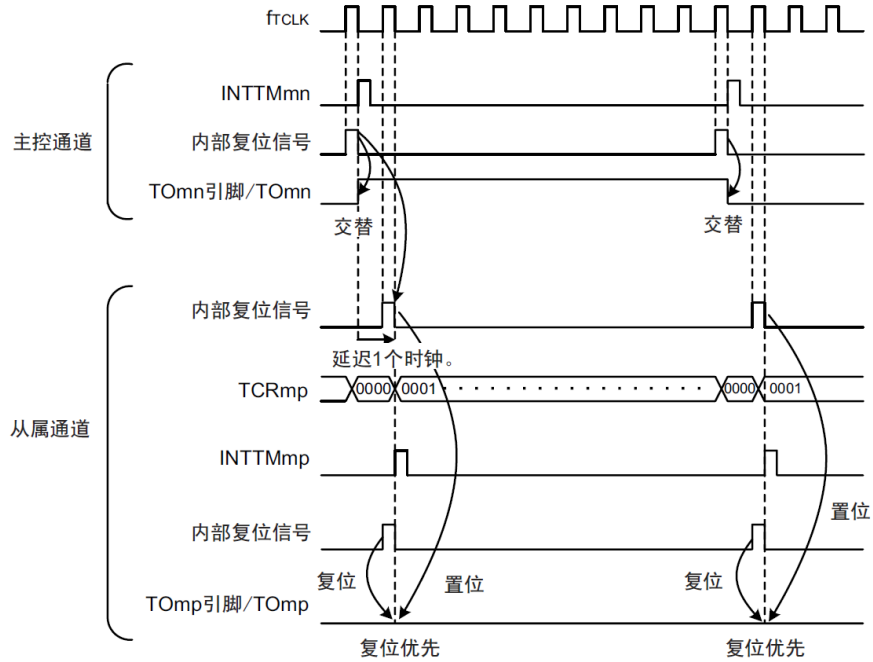 fTCLK
INTTMmn
主控通道
内部复位信号
TOmn引脚/TOmn
交替
交替
内部复位信号
延迟1个时钟。
TCRmp
0000
0001
0000
0001
从属通道
INTTMmp
置位
内部复位信号
复位
置位
复位
TOmp引脚/TOmp
复位优先
复位优先